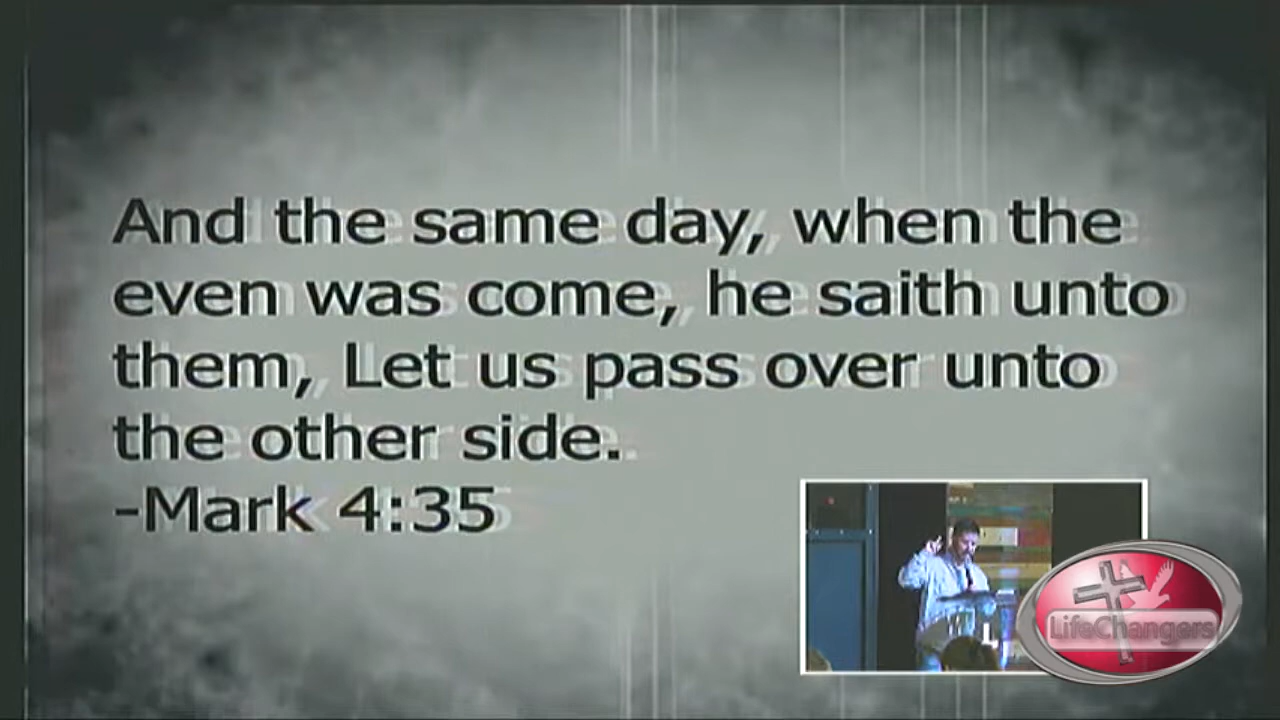 And the same day, when the
even was come, he saith unto
them, Let us pass over unto
the other side.
-Mark 4:35
LifeChangers